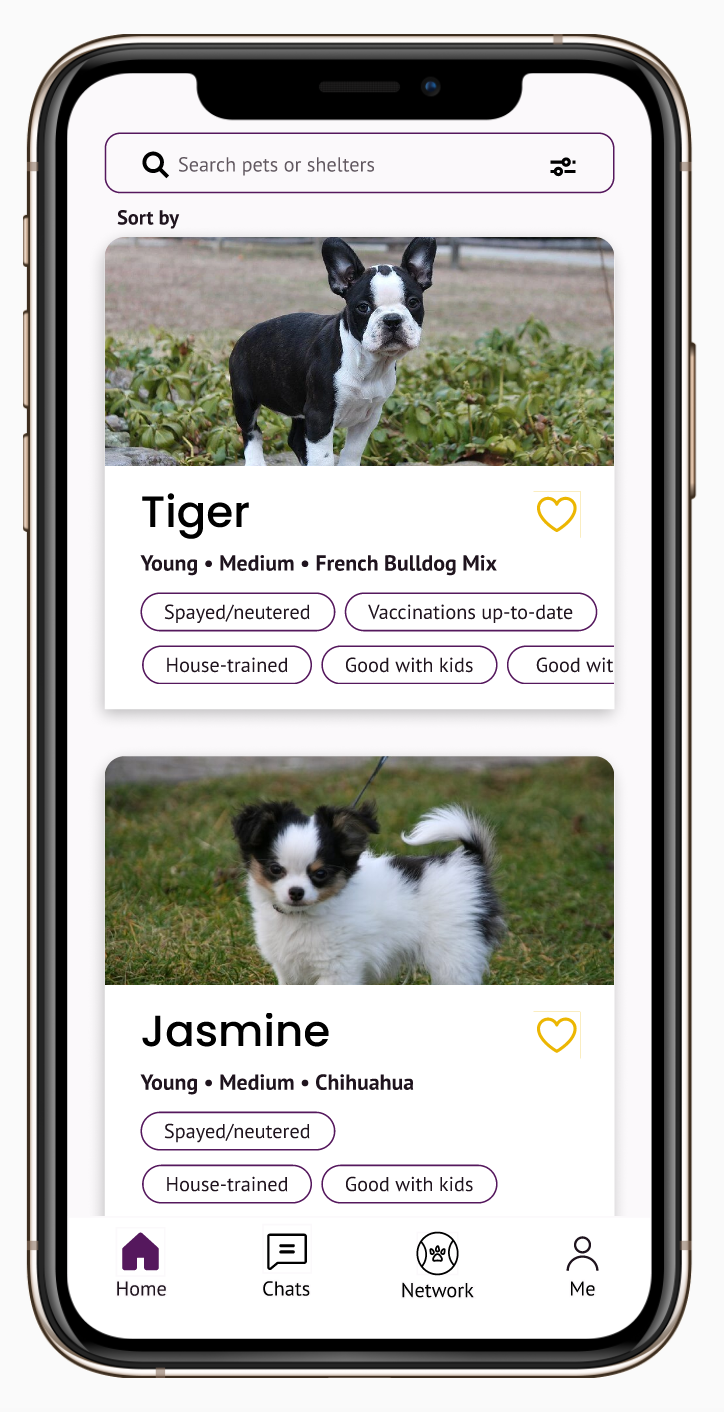 Search pets or shelters
Sort by
Tiger
Young • Medium • French Bulldog Mix
Spayed/neutered Vaccinations up-to-date
House-trained Good with kids Good wit
Jasmine
Young • Medium • Chihuahua
Spayed/neutered
House-trained Good with kids
Home Chats Network Me